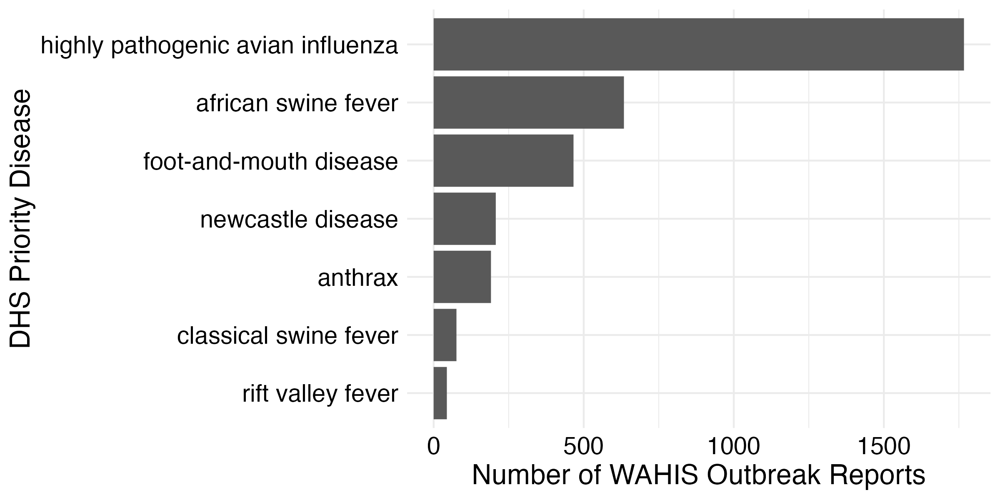 DHS Priority Disease
highly pathogenic avian influenza
african swine fever
foot-and-mouth disease
newcastle disease
anthrax
classical swine fever
rift valley fever
0 500 1000 1500
Number of WAHIS Outbreak Reports